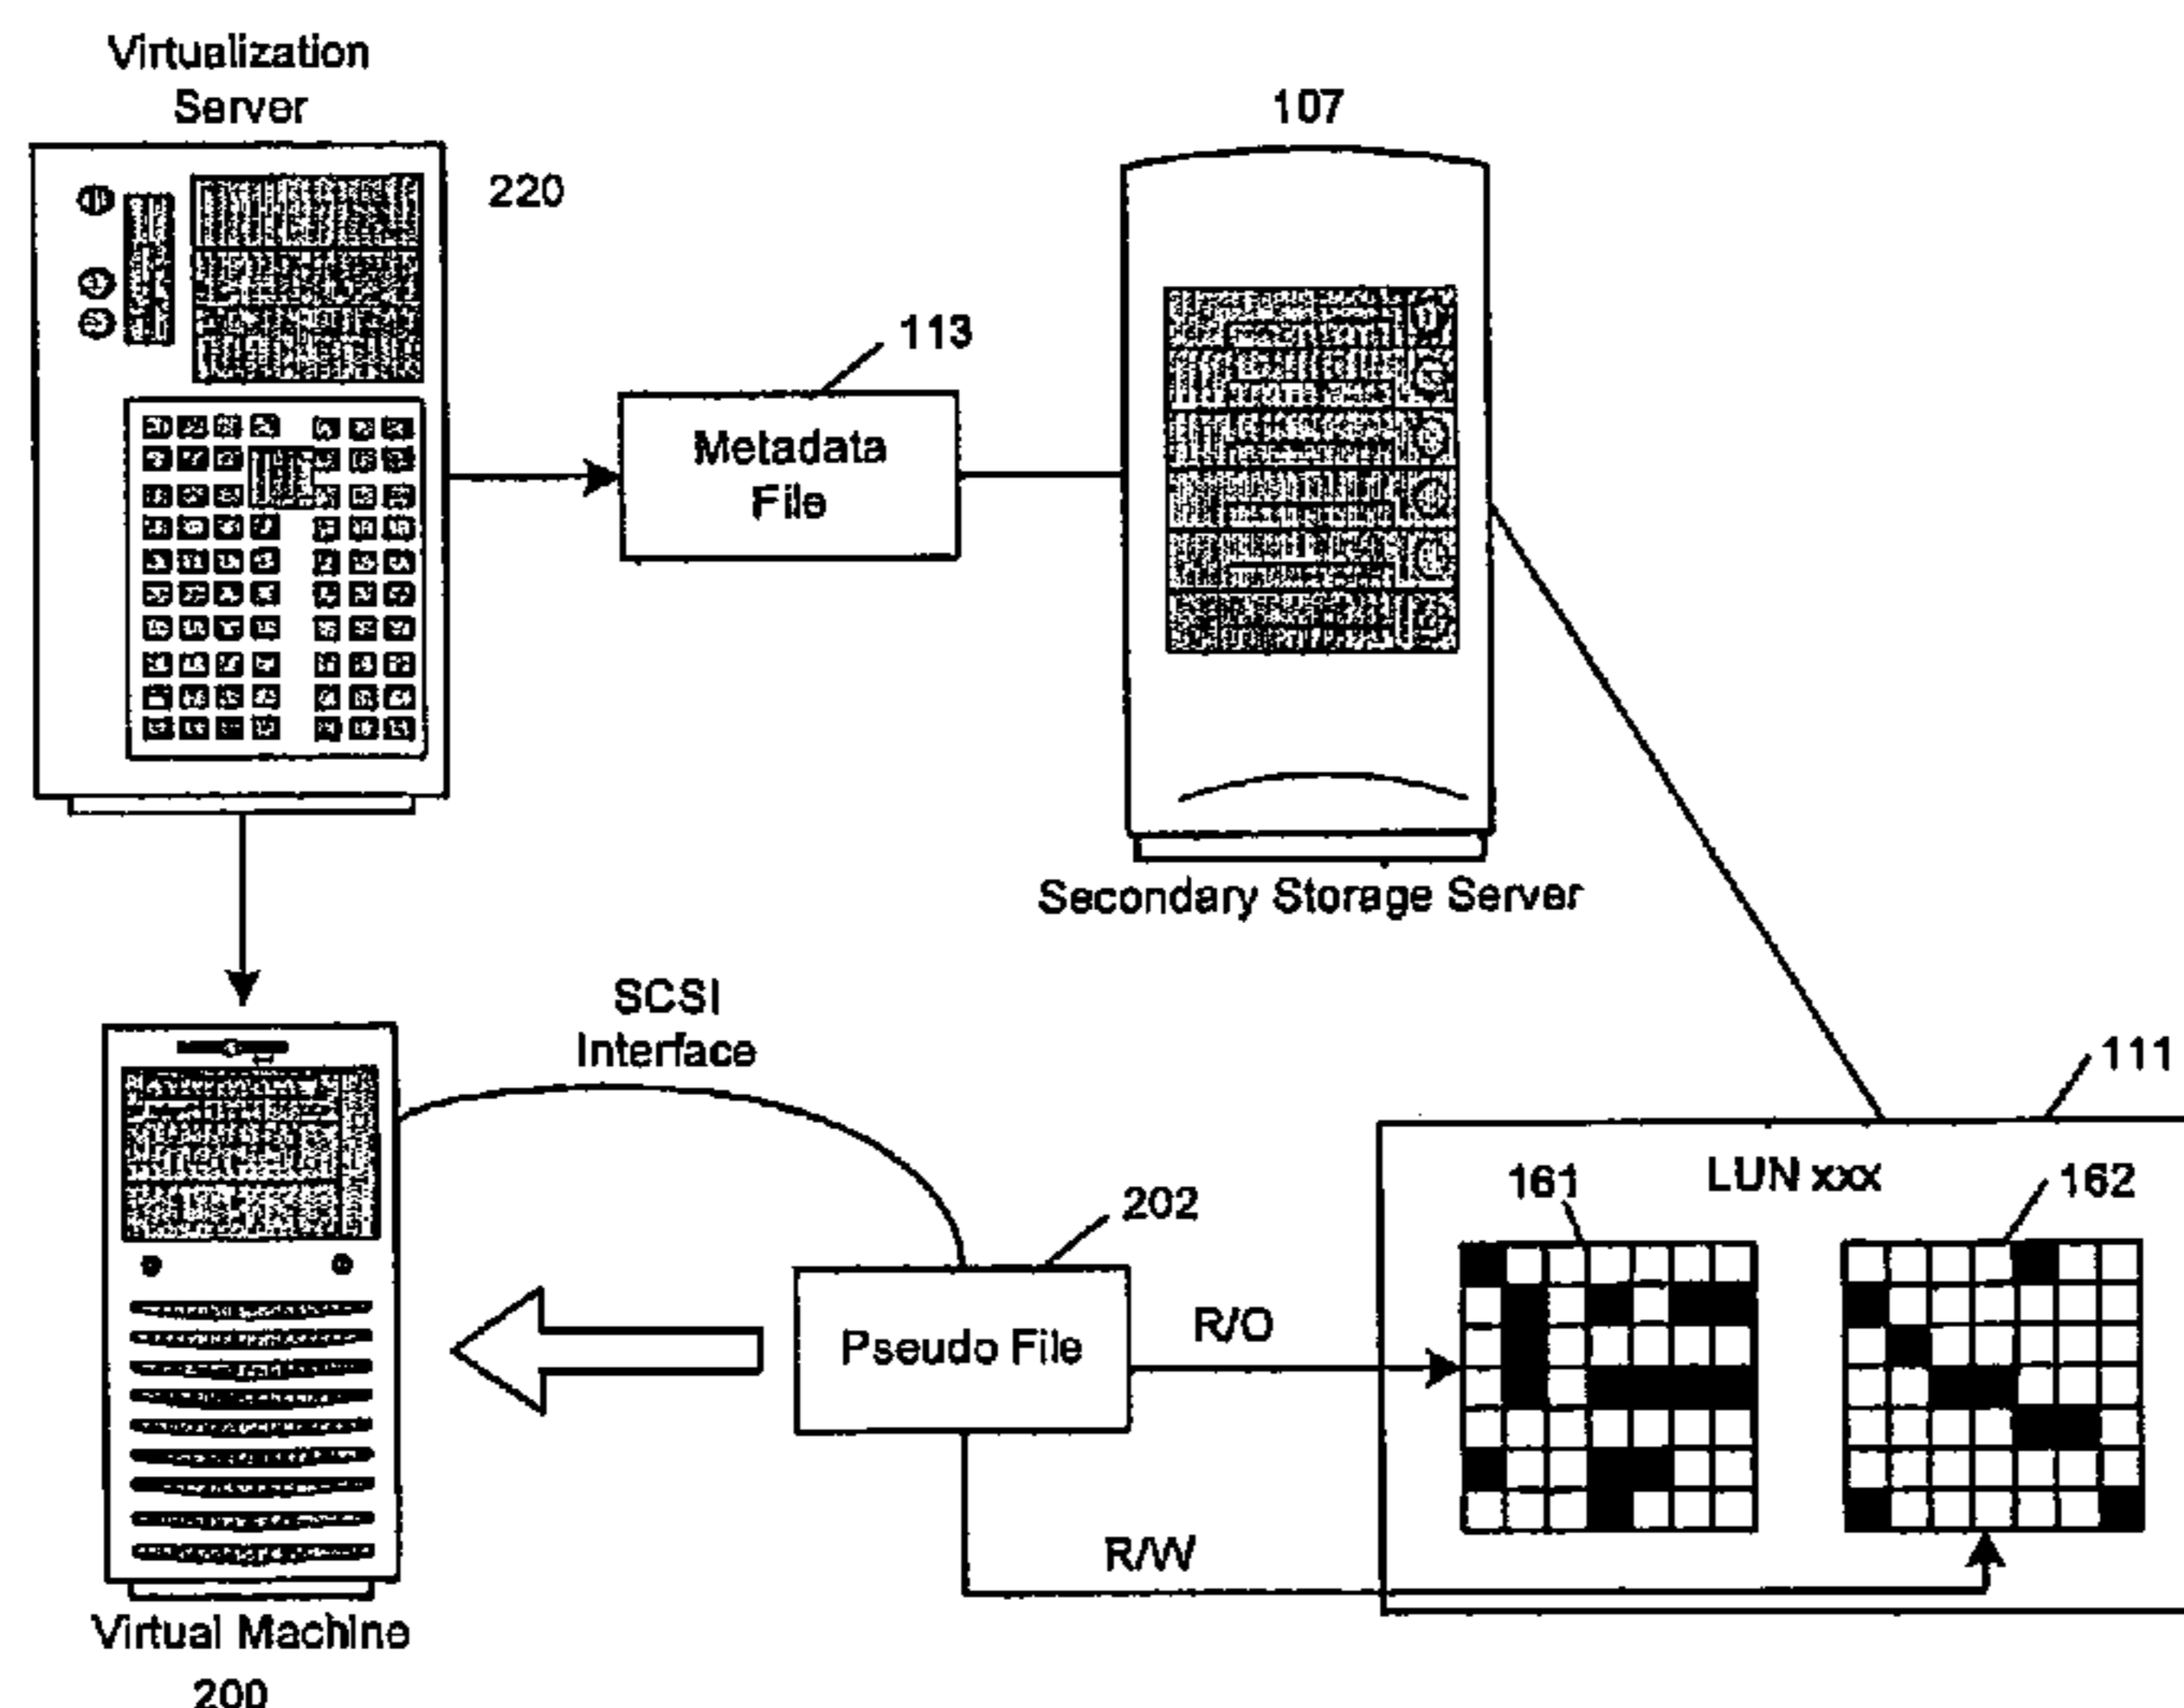 Virtualization
Server
220
107
113
Metadata
File
Secondary Storage Server
SCSI
Interface
111
LUN xxx
161
162
202
Pseudo File
R/O
R/W
Virtual Machine
200